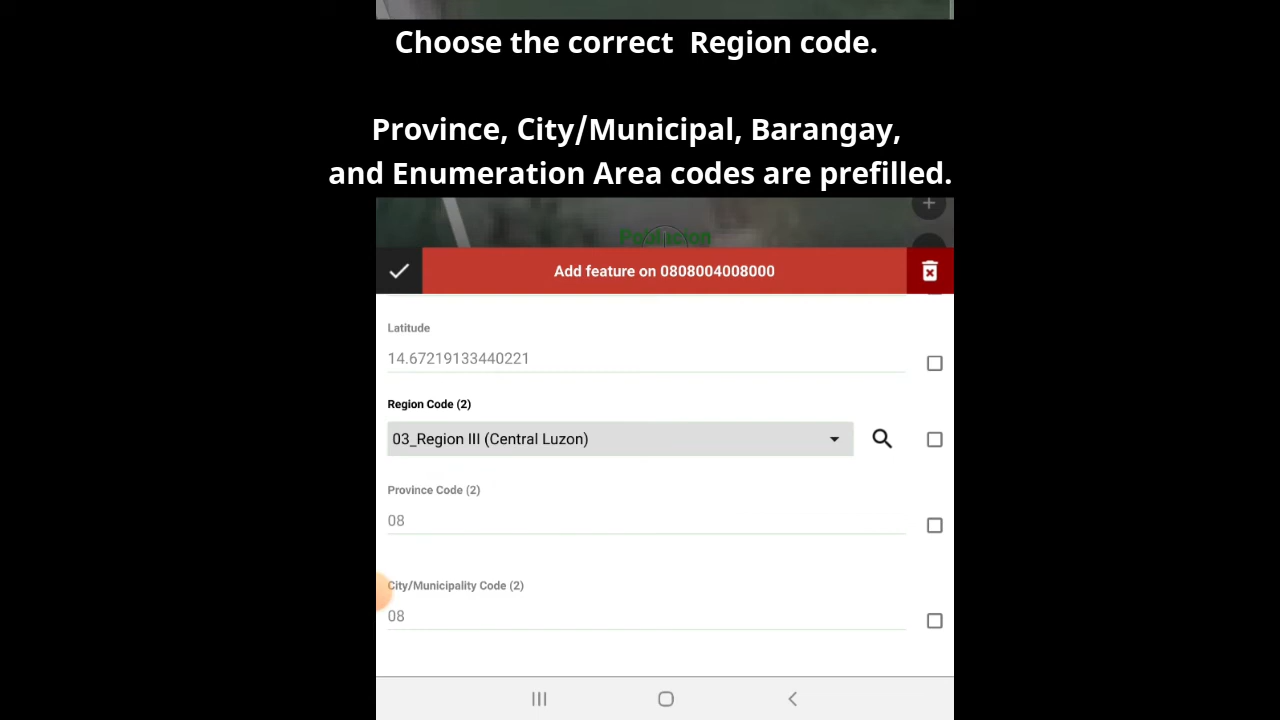 Choose the correct Region code.
Province, City/Municipal, Barangay,
and Enumeration Area codes are prefilled.
Add feature on 0808004008000
Latitude
14.67219133440221
Region Code (2)
03_Region III (Central Luzon)
Province Code (2)
08
City/Municipality Code (2)
08